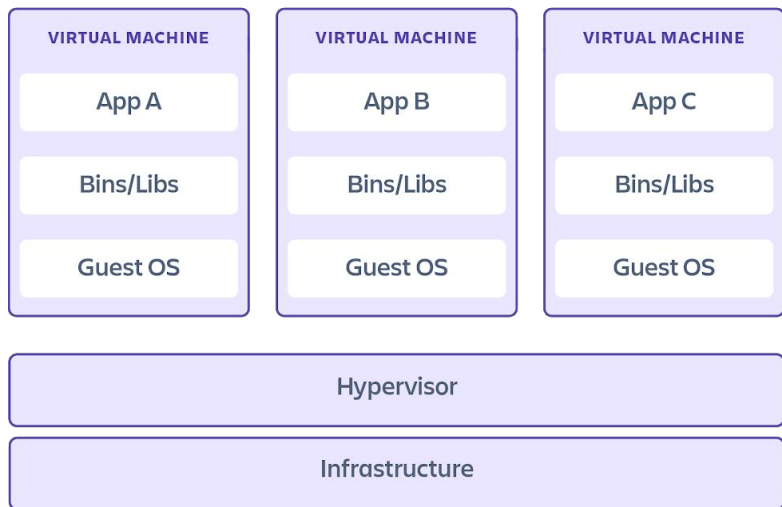 VIRTUAL MACHINE
App A
Bins/Libs
Guest OS
VIRTUAL MACHINE
App B
Bins/Libs
Guest OS
VIRTUAL MACHINE
App C
Bins/Libs
Guest OS
Hypervisor
Infrastructure